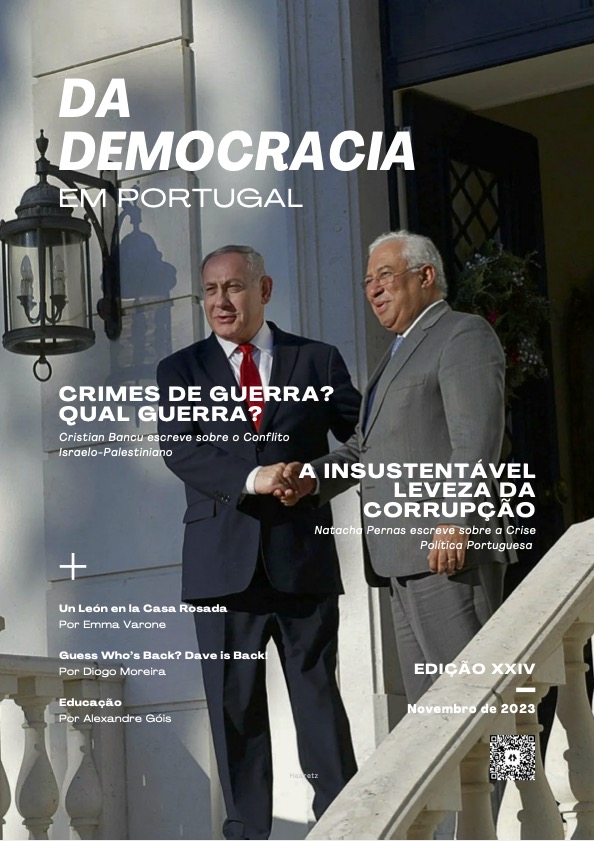 DA
DEMOCRACIA
EM PORTUGAL
CRIMES DE GUERRA?
QUAL GUERRA?
Cristian Bancu escreve sobre o Conflito
Israelo-Palestiniano
A INSUSTENTÁVEL
LEVEZA DA
CORRUPÇÃO
Natacha Pernas escreve sobre a Crise
Política Portuguesa
+
Un León en la Casa Rosada
Por Emma Varone
Guess Who's Back? Dave is Back!
Por Diogo Moreira
Educação
Por Alexandre Góis
EDIÇÃO XXIV
Novembro de 2023
Haaretz